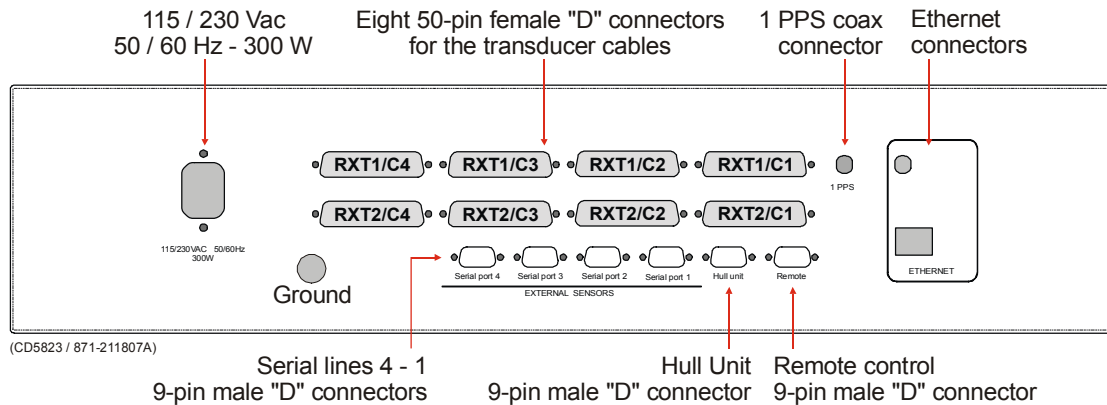 115 / 230 Vac
50 / 60 Hz - 300 W
Eight 50-pin female "D" connectors
for the transducer cables
1 PPS coax
connector
Ethernet
connectors
RXT1/C4
RXT1/C3
RXT1/C2
RXT1/C1
1 PPS
RXT2/C4
RXT2/C3
RXT2/C2
RXT2/C1
115/230VAC 50/60Hz
300W
Ground
Serial port 4
Serial port 3
Serial port 2
Serial port 1
Hull unit
Remote
EXTERNAL SENSORS
ETHERNET
(CD5823 / 871-211807A)
Serial lines 4 - 1
9-pin male "D" connectors
Hull Unit
9-pin male "D" connector
Remote control
9-pin male "D" connector